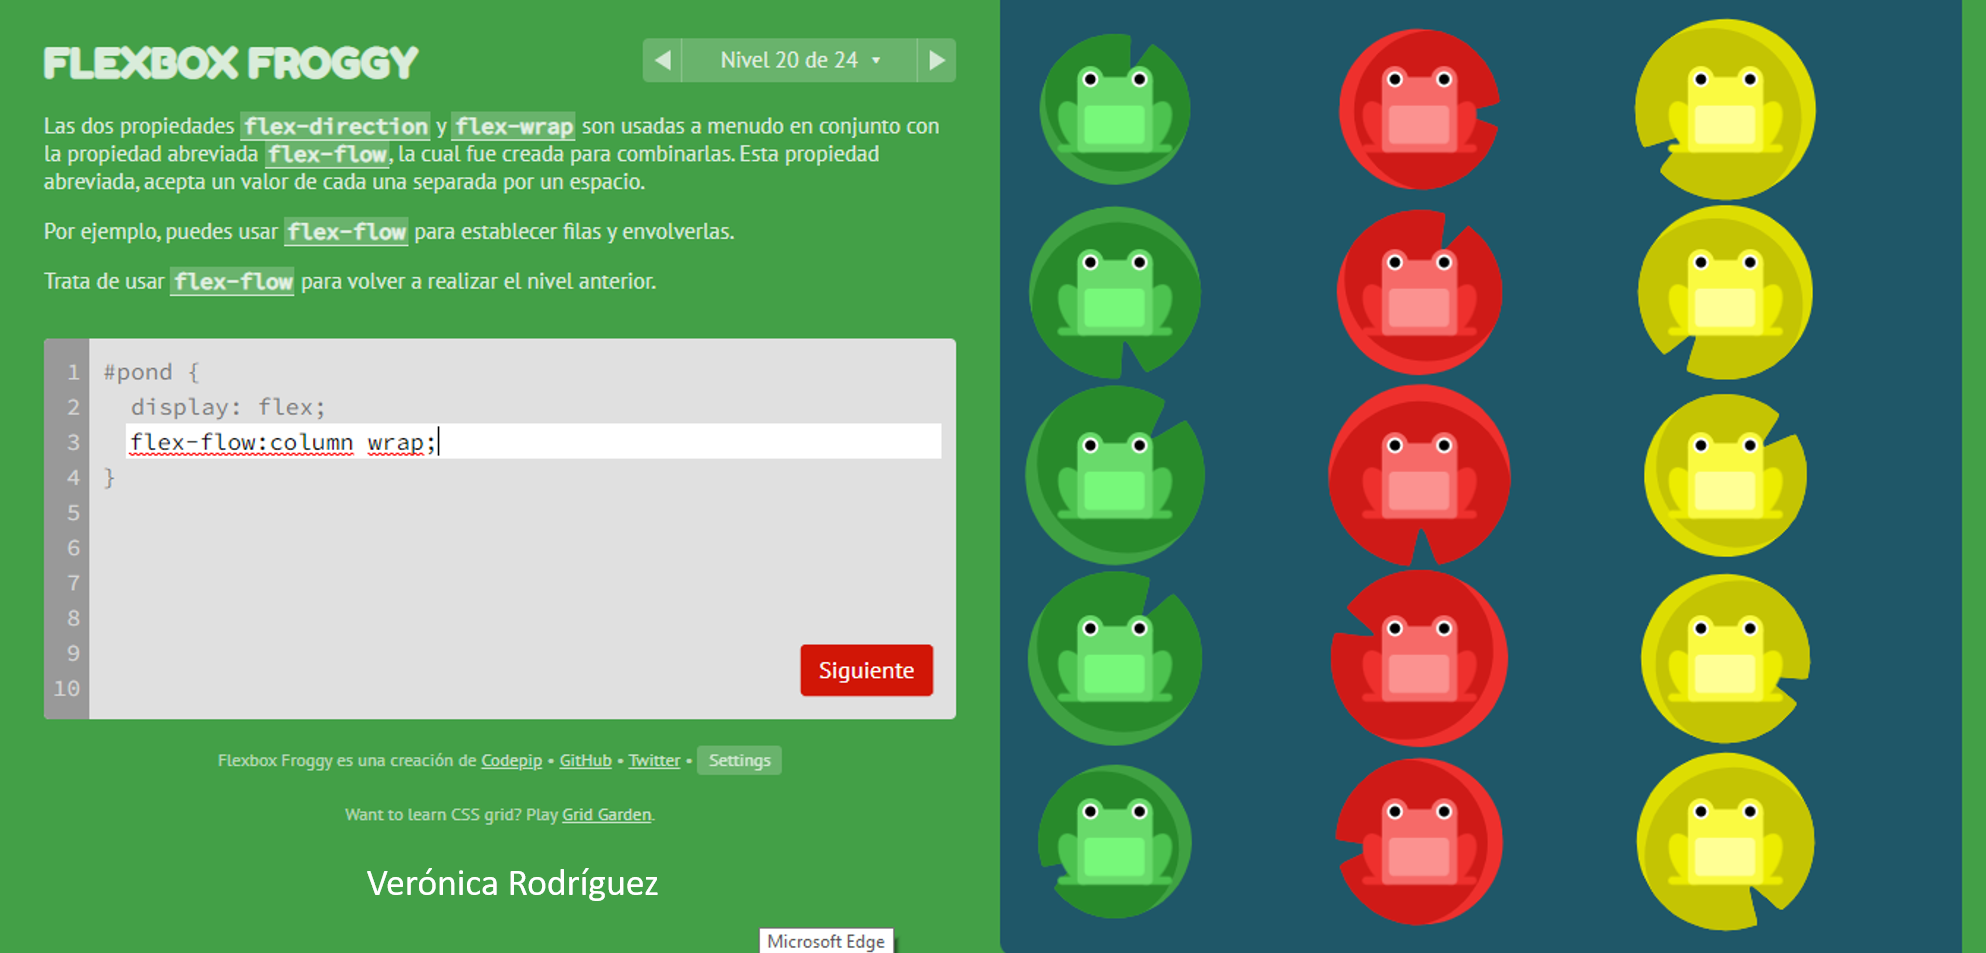 FLEXBOX FROGGY
◀ Nivel 20 de 24 ▾ ▶
Las dos propiedades flex-direction y flex-wrap son usadas a menudo en conjunto con
la propiedad abreviada flex-flow, la cual fue creada para combinarlas. Esta propiedad
abreviada, acepta un valor de cada una separada por un espacio.
Por ejemplo, puedes usar flex-flow para establecer filas y envolverlas.
Trata de usar flex-flow para volver a realizar el nivel anterior.
1 #pond {
2 display: flex;
3 flex-flow:column wrap;
4 }
5
6
7
8
9
10
Siguiente
Flexbox Froggy es una creación de Codepip • GitHub • Twitter • Settings
Want to learn CSS grid? Play Grid Garden.
Verónica Rodríguez
Microsoft Edge